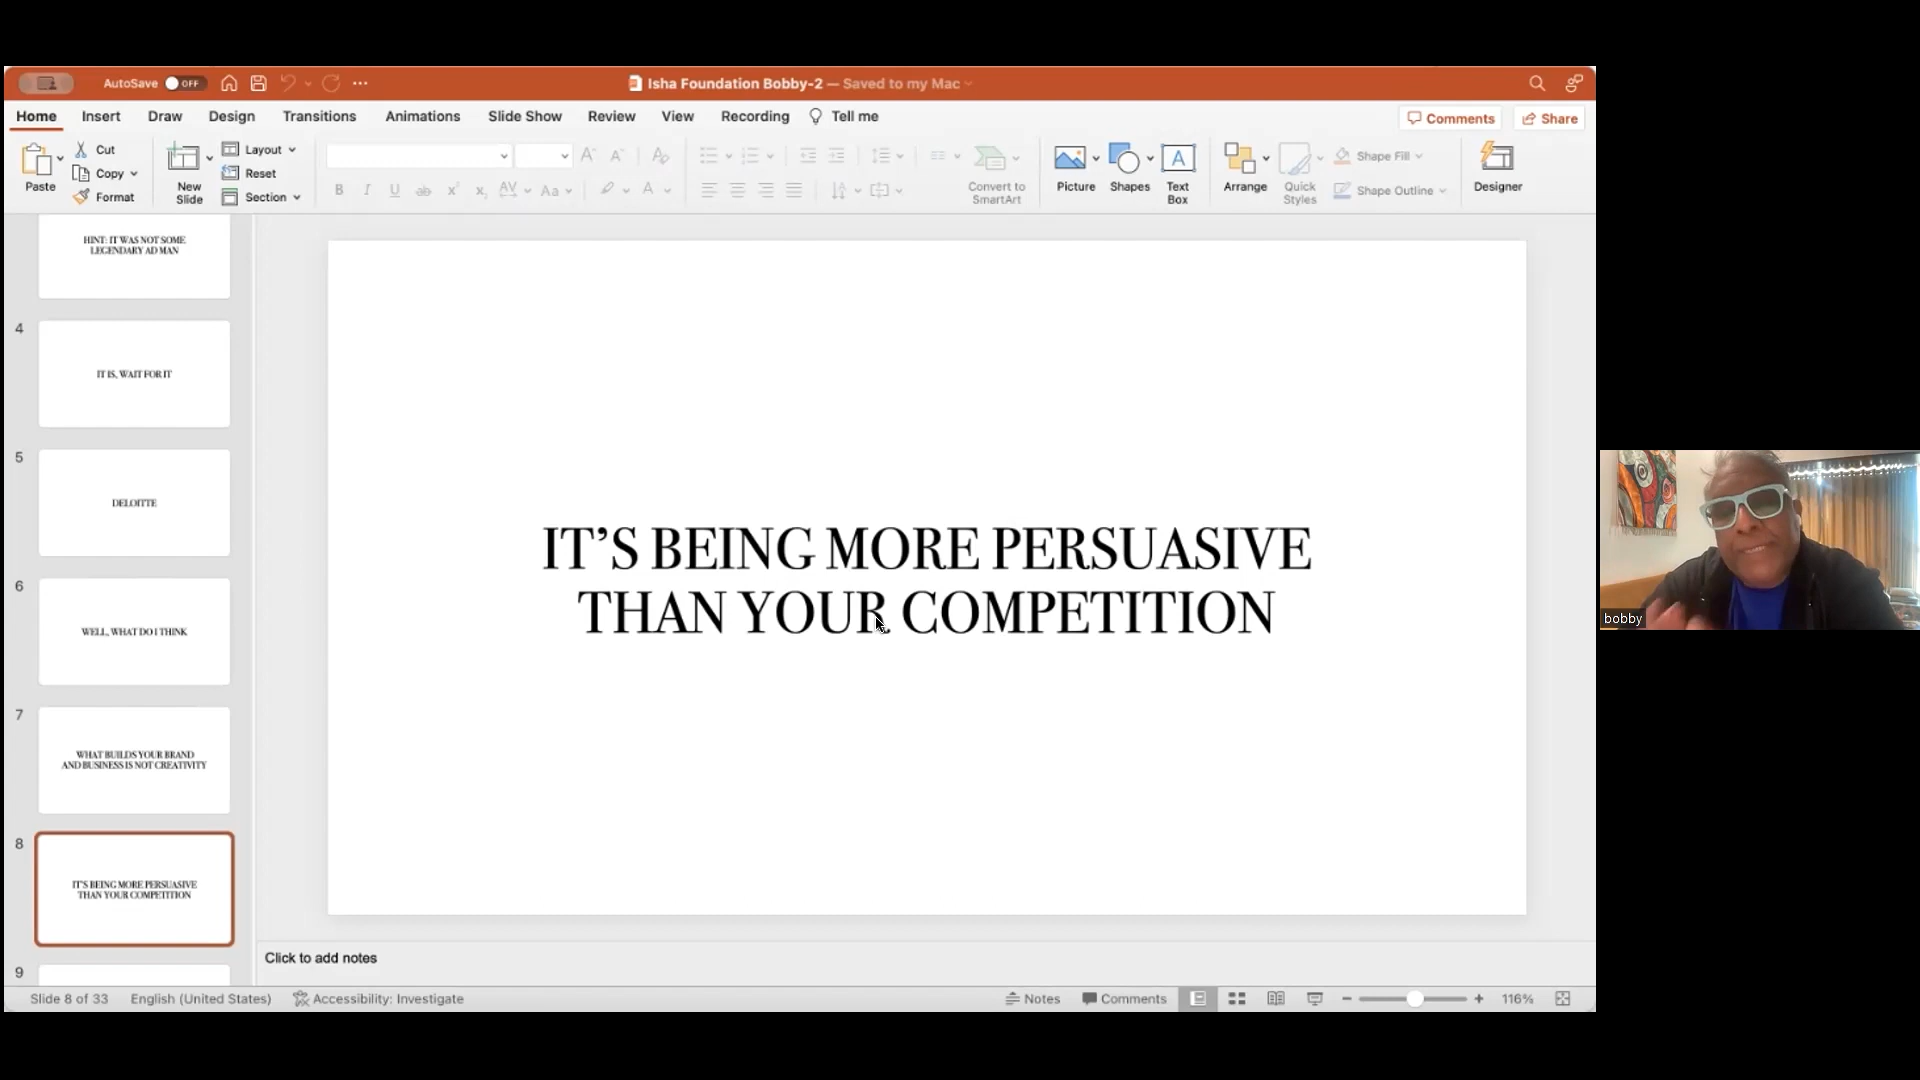 AutoSave OFF
Isha Foundation Bobby-2 — Saved to my Mac
Home Insert Draw Design Transitions Animations Slide Show Review View Recording Tell me
Comments Share
Paste
Cut
Copy
Format
New
Slide
Layout
Reset
Section
B I U ab x² x₂ AV Aa A
Convert to
SmartArt
Picture
Shapes
Text
Box
Arrange
Quick
Styles
Shape Fill
Shape Outline
Designer
HINT: IT WAS NOT SOME
LEGENDARY AD MAN
4
IT IS, WAIT FOR IT
5
DELOITTE
6
WELL, WHAT DO I THINK
7
WHAT BUILDS YOUR BRAND
AND BUSINESS IS NOT CREATIVITY
8
IT'S BEING MORE PERSUASIVE
THAN YOUR COMPETITION
9
IT’S BEING MORE PERSUASIVE
THAN YOUR COMPETITION
bobby
Click to add notes
Slide 8 of 33 English (United States) Accessibility: Investigate
Notes Comments 116%